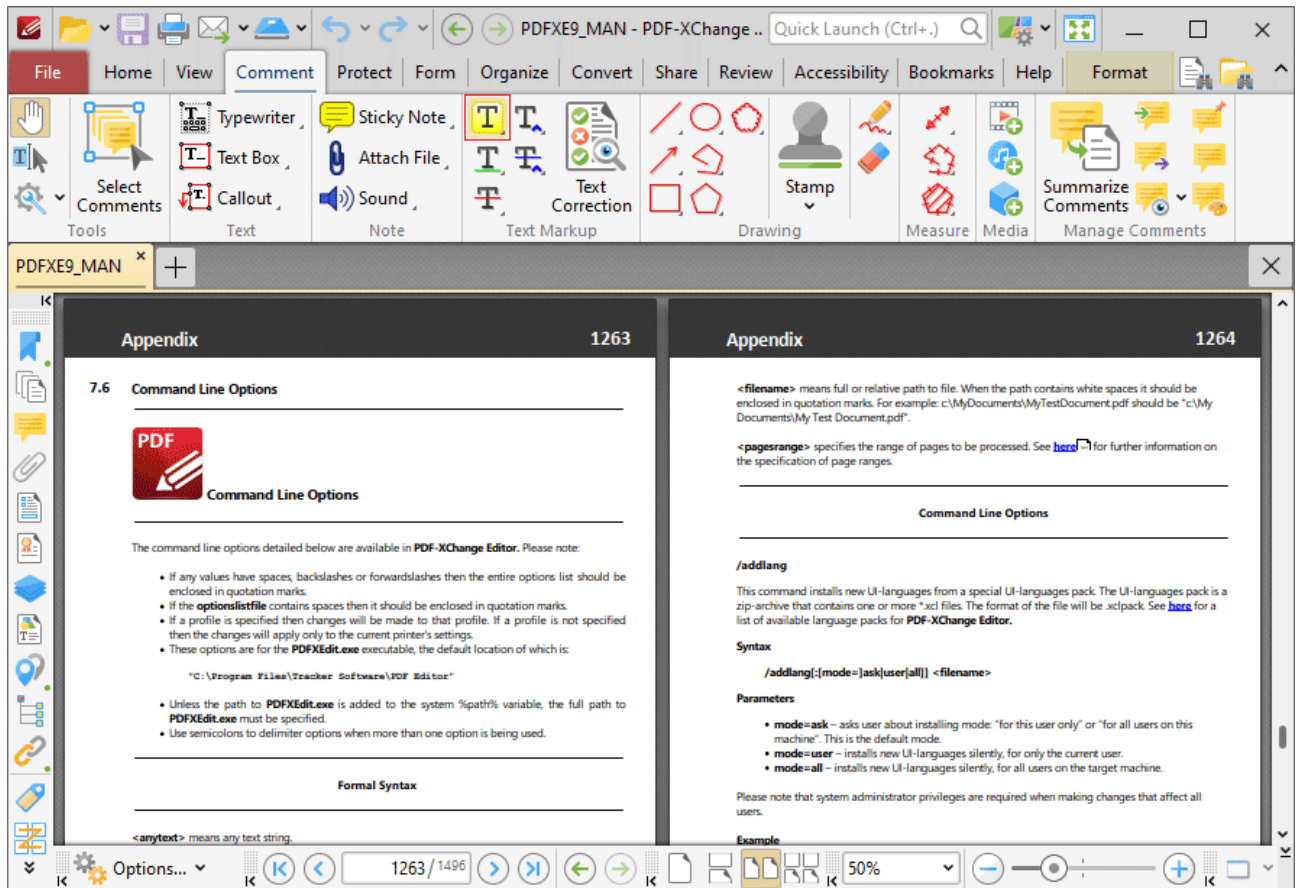 PDFXE9_MAN - PDF-XChange ..
Quick Launch (Ctrl+.)
File
Home
View
Comment
Protect
Form
Organize
Convert
Share
Review
Accessibility
Bookmarks
Help
Format
Select
Comments
Tools
Typewriter
Text Box
Callout
Text
Sticky Note
Attach File
Sound
Note
Text
Correction
Text Markup
Stamp
Drawing
Measure
Media
Summarize
Comments
Manage Comments
PDFXE9_MAN
Appendix 1263
7.6 Command Line Options
PDF
Command Line Options
The command line options detailed below are available in PDF-XChange Editor. Please note:
• If any values have spaces, backslashes or forwardslashes then the entire options list should be
enclosed in quotation marks.
• If the optionslistfile contains spaces then it should be enclosed in quotation marks.
• If a profile is specified then changes will be made to that profile. If a profile is not specified
then the changes will apply only to the current printer's settings.
• These options are for the PDFXEdit.exe executable, the default location of which is:
"C:\Program Files\Tracker Software\PDF Editor"
• Unless the path to PDFXEdit.exe is added to the system %path% variable, the full path to
PDFXEdit.exe must be specified.
• Use semicolons to delimiter options when more than one option is being used.
Formal Syntax
<anytext> means any text string.
Appendix 1264
<filename> means full or relative path to file. When the path contains white spaces it should be
enclosed in quotation marks. For example: c:\MyDocuments\MyTestDocument.pdf should be "c:\My
Documents\My Test Document.pdf".
<pagesrange> specifies the range of pages to be processed. See here for further information on
the specification of page ranges.
Command Line Options
/addlang
This command installs new UI-languages from a special UI-languages pack. The UI-languages pack is a
zip-archive that contains one or more *.xcl files. The format of the file will be .xclpack. See here for a
list of available language packs for PDF-XChange Editor.
Syntax
/addlang[:[mode=]ask|user|all]] <filename>
Parameters
• mode=ask – asks user about installing mode: "for this user only" or "for all users on this
machine". This is the default mode.
• mode=user – installs new UI-languages silently, for only the current user.
• mode=all – installs new UI-languages silently, for all users on the target machine.
Please note that system administrator privileges are required when making changes that affect all
users.
Example
Options...
1263 / 1496
50%